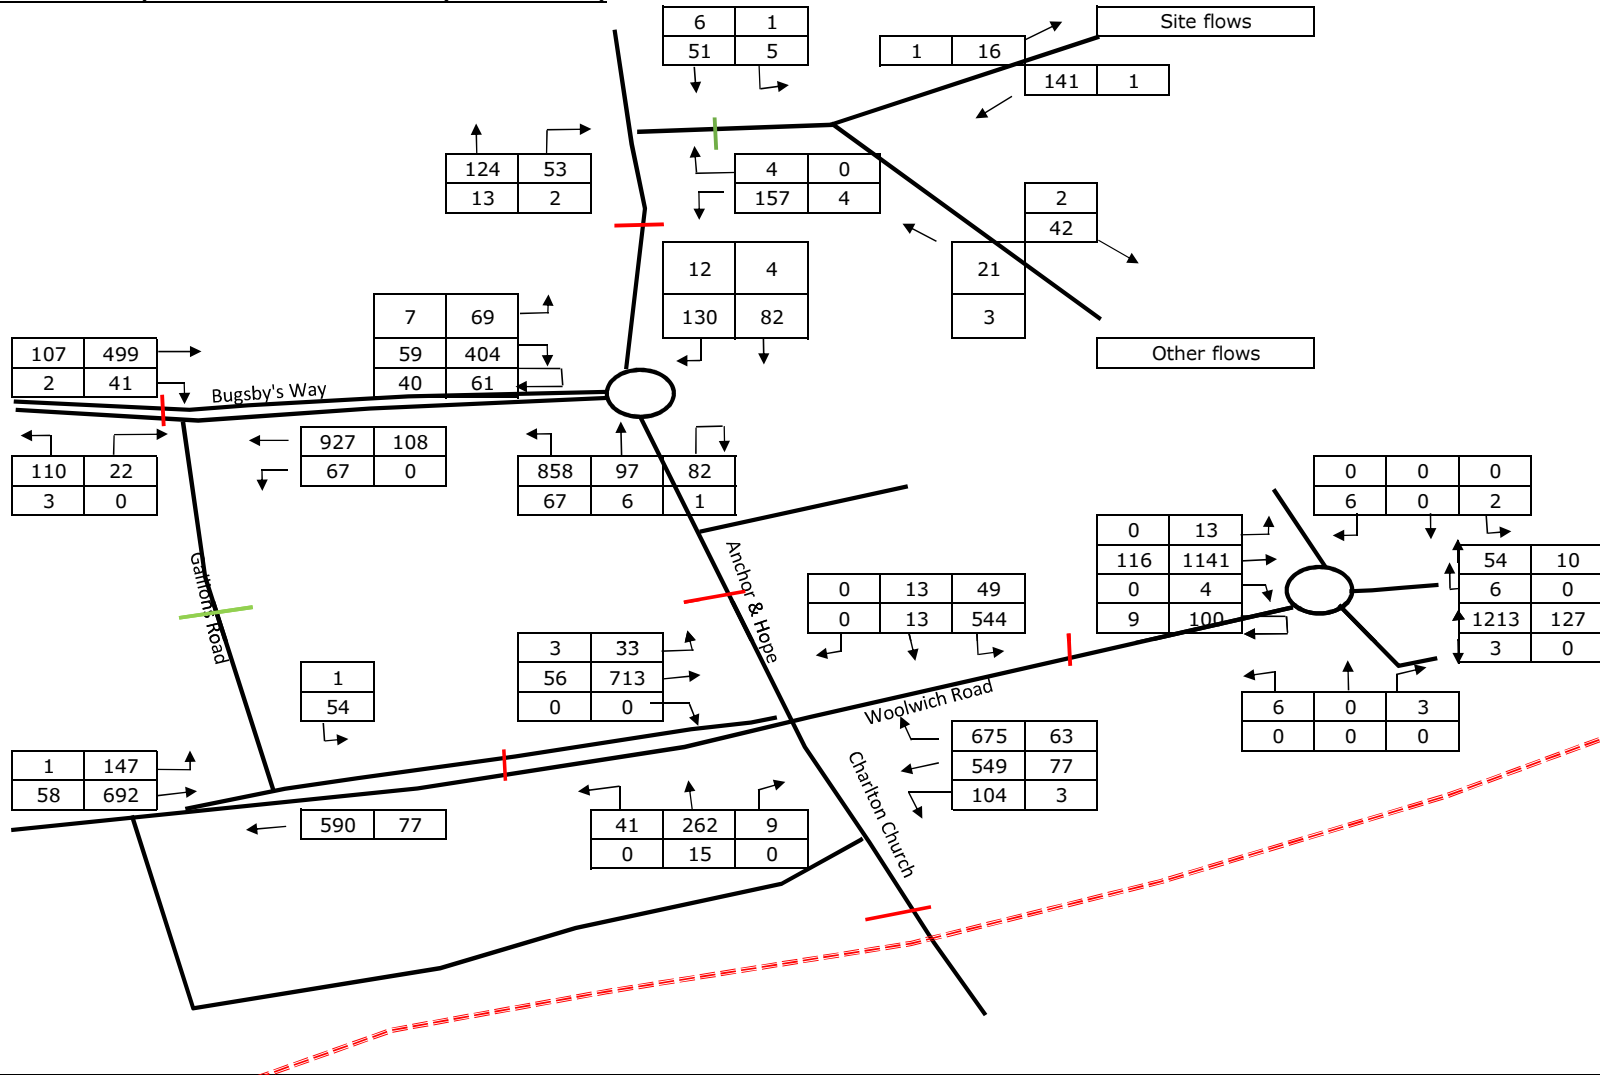 6 1
51 5
Site flows
1 16
141 1
124 53
13 2
4 0
157 4
2
42
12 4
130 82
21
3
Other flows
7 69
59 404
40 61
107 499
2 41
Bugsby's Way
927 108
67 0
110 22
3 0
858 97 82
67 6 1
0 0 0
6 0 2
0 13
116 1141
0 4
9 100
54 10
6 0
1213 127
3 0
Gallions Road
Anchor & Hope
0 13 49
0 13 544
3 33
56 713
0 0
1
54
Woolwich Road
6 0 3
0 0 0
675 63
549 77
104 3
1 147
58 692
Charlton Church
590 77
41 262 9
0 15 0